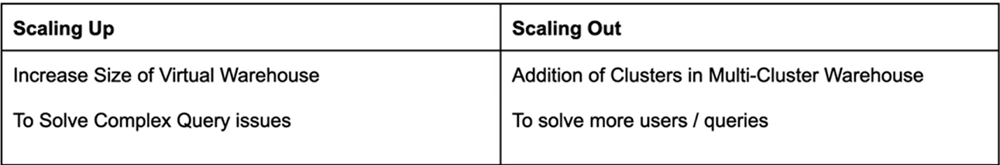 Scaling Up
Scaling Out
Increase Size of Virtual Warehouse
To Solve Complex Query issues
Addition of Clusters in Multi-Cluster Warehouse
To solve more users / queries